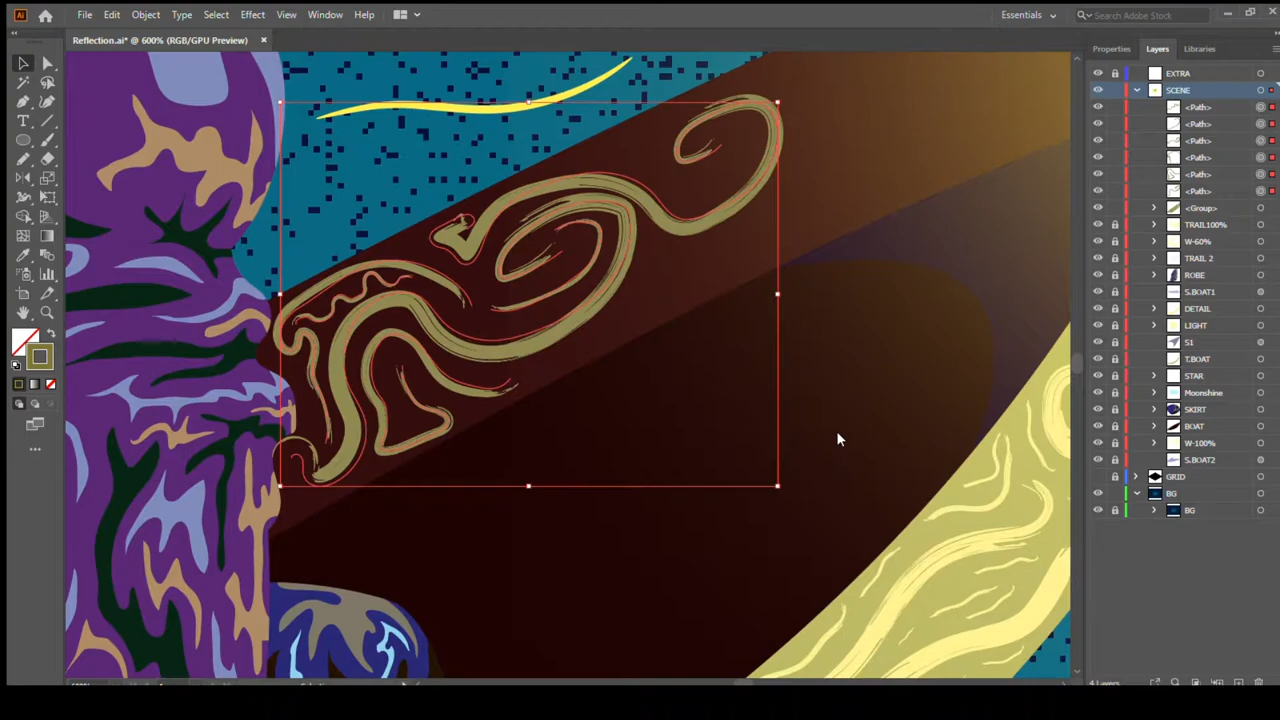 Ai File Edit Object Type Select Effect View Window Help Essentials Search Adobe Stock
Reflection.ai* @ 600% (RGB/GPU Preview)
Properties Layers Libraries
EXTRA
SCENE
<Path>
<Path>
<Path>
<Path>
<Path>
<Path>
<Group>
TRAIL100%
W-60%
TRAIL 2
ROBE
S.BOAT1
DETAIL
LIGHT
S1
T.BOAT
STAR
Moonshine
SKIRT
BOAT
W-100%
S.BOAT2
GRID
BG
BG
4 Layers